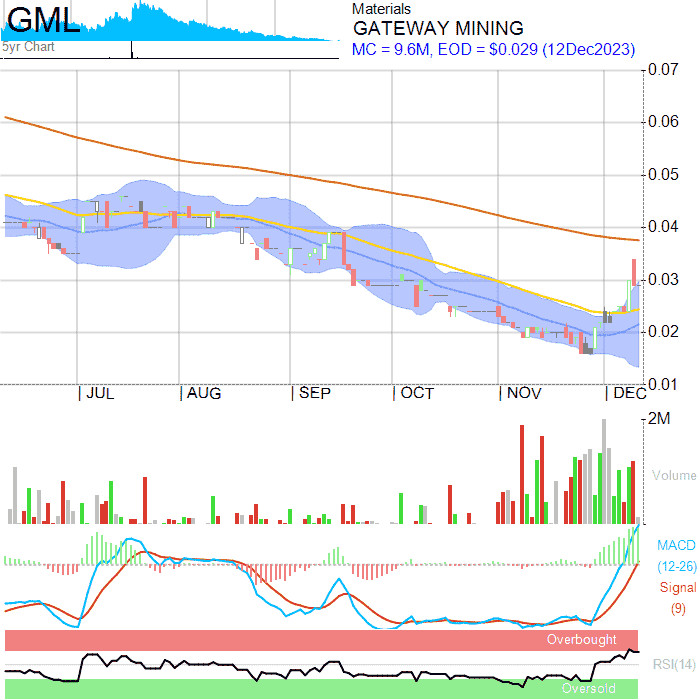 GML
5yr Chart
Materials
GATEWAY MINING
MC = 9.6M, EOD = $0.029 (12Dec2023)
0.07
0.06
0.05
0.04
0.03
0.02
0.01
| JUL | AUG | SEP | OCT | NOV | DEC
2M
Volume
MACD
(12-26)
Signal
(9)
Overbought
RSI(14)
Oversold